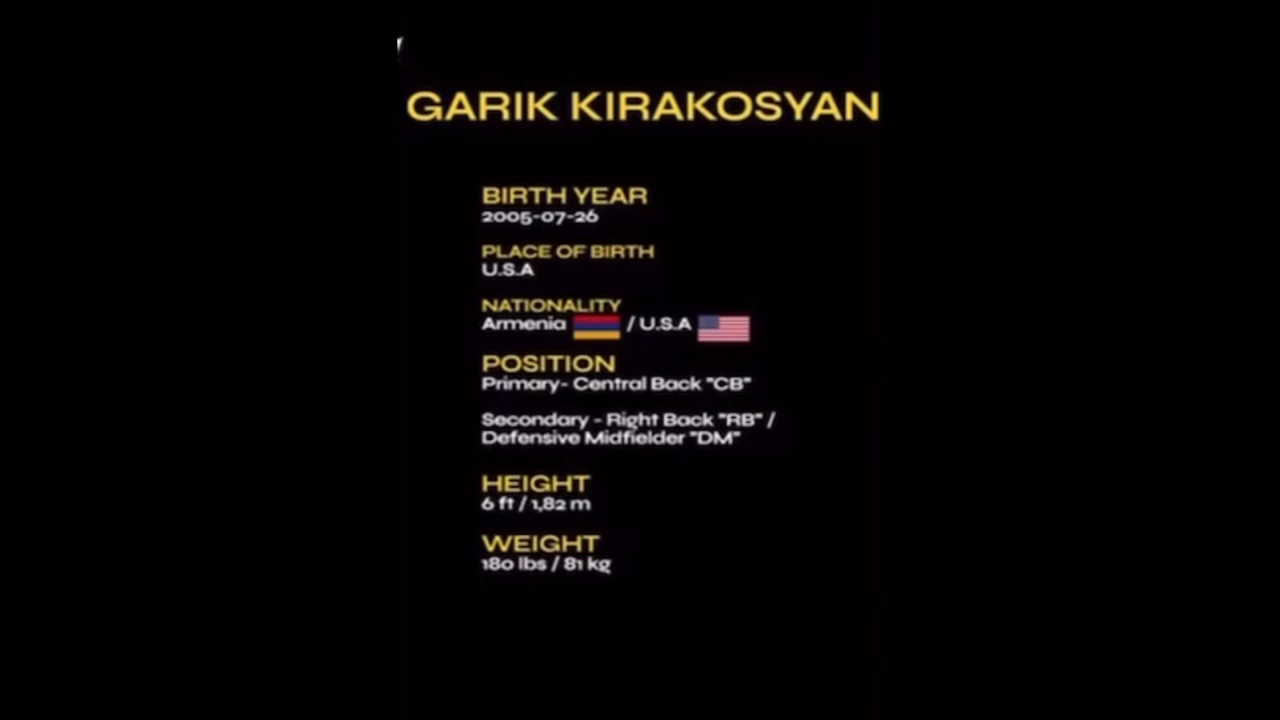 GARIK KIRAKOSYAN
BIRTH YEAR
2005-07-26
PLACE OF BIRTH
U.S.A
NATIONALITY
Armenia / U.S.A
POSITION
Primary- Central Back "CB"
Secondary - Right Back "RB" /
Defensive Midfielder "DM"
HEIGHT
6 ft / 1,82 m
WEIGHT
180 lbs / 81 kg